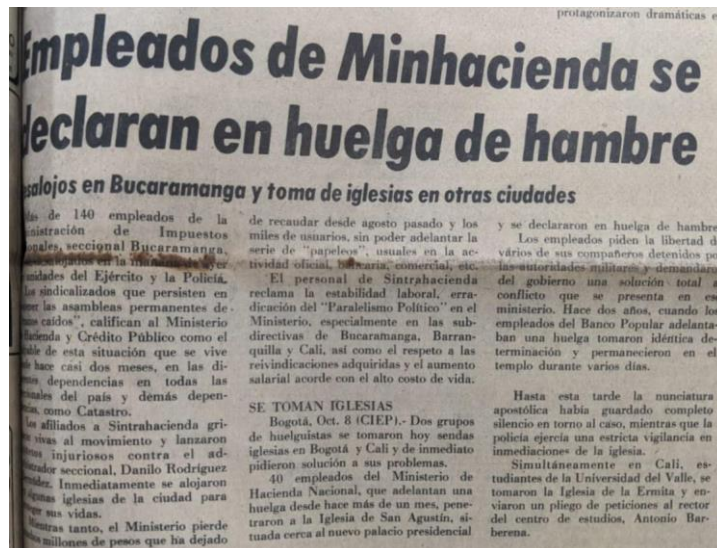 protagonizaron dramáticas
Empleados de Minhacienda se
declaran en huelga de hambre
esalojos en Bucaramanga y toma de iglesias en otras ciudades
de 140 empleados de la
de Impuestos
seccional Bucaramanga,
en la
unidades del Ejército y la Policía.
sindicalizados que persisten en
las asambleas permanentes de
caídos", califican al Ministerio
Hacienda y Crédito Público como el
de esta situación que se vive
hace casi dos meses, en las di-
dependencias en todas las
del país y demás depen-
como Catastro.
afiliados a Sintrahacienda gri-
vivas al movimiento y lanzaron
injuriosos contra el ad-
seccional, Danilo Rodríguez
Inmediatamente se alojaron
iglesias de la ciudad para
sus vidas.
Mientras tanto, el Ministerio pierde
millones de pesos que ha dejado
de recaudar desde agosto pasado y los
miles de usuarios, sin poder adelantar la
serie de "papeleos", usuales en la ac-
tividad oficial, bancaria, comercial, etc.
El personal de Sintrahacienda
reclama la estabilidad laboral, erra-
dicación del "Paralelismo Político" en el
Ministerio, especialmente en las sub-
directivas de Bucaramanga, Barran-
quilla y Cali, así como el respeto a las
reivindicaciones adquiridas y el aumento
salarial acorde con el alto costo de vida.
SE TOMAN IGLESIAS
Bogotá, Oct. 8 (CIEP).- Dos grupos
de huelguistas se tomaron hoy sendas
iglesias en Bogotá y Cali y de inmediato
pidieron solución a sus problemas.
40 empleados del Ministerio de
Hacienda Nacional, que adelantan una
huelga desde hace más de un mes, pene-
traron a la Iglesia de San Agustín, si-
tuada cerca al nuevo palacio presidencial
y se declararon en huelga de hambre
Los empleados piden la libertad d
vários de sus compañeros detenidos po
las autoridades militares y demandaro
del gobierno una solución total a
conflicto que se presenta en es
ministerio. Hace dos años, cuando los
empleados del Banco Popular adelanta-
ban una huelga tomaron idéntica de-
terminación y permanecieron en el
templo durante varios días.
Hasta esta tarde la nunciatura
apostólica había guardado completo
silencio en torno al caso, mientras que la
policía ejercía una estricta vigilancia en
inmediaciones de la iglesia.
Simultáneamente en Cali, es-
tudiantes de la Universidad del Valle, se
tomaron la Iglesia de la Ermita y en-
viaron un pliego de peticiones al rector
del centro de estudios, Antonio Bar-
berena.